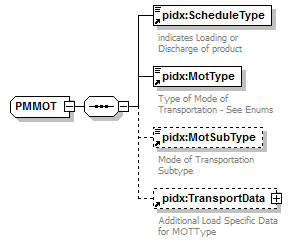 pidx:ScheduleType
indicates Loading or
Discharge of product
PMMOT
pidx:MotType
Type of Mode of
Transportation - See Enums
pidx:MotSubType
Mode of Transportation
Subtype
pidx:TransportData
Additional Load Specific Data
for MOTType